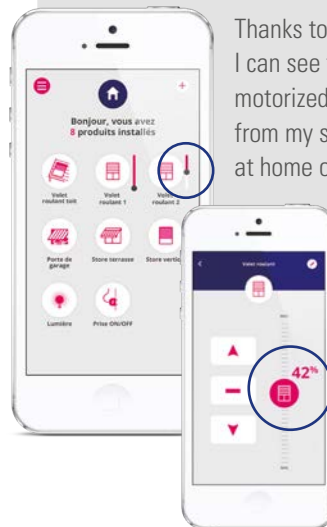 Thanks to
I can see
motorized
from my s
at home o
+
Bonjour, vous avez
8 produits installés
Volet
roulant toit
Volet
roulant 1
Volet
roulant 2
Porte de
garage
Store terrasse
Store vertic
Lumière
Prise ON/OFF
Volet roulant
42%